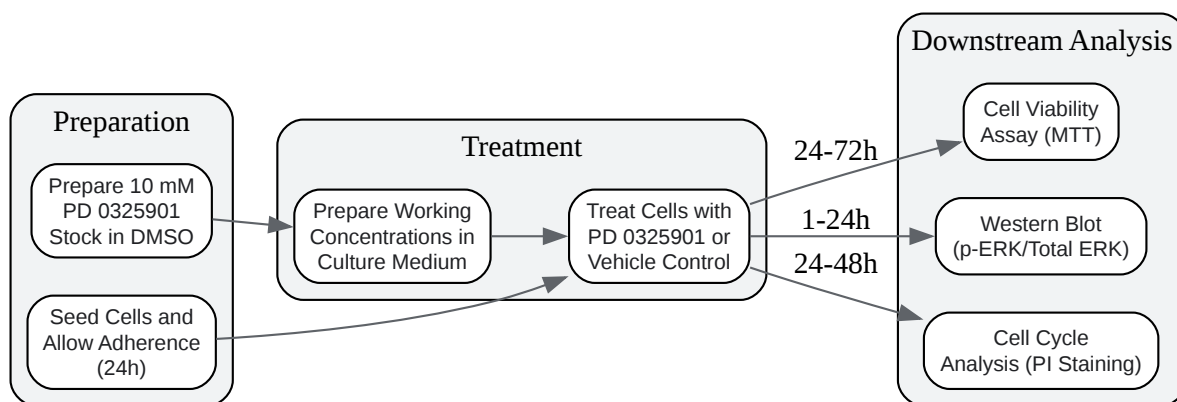 Preparation
Prepare 10 mM
PD 0325901
Stock in DMSO
Seed Cells and
Allow Adherence
(24h)
Treatment
Prepare Working
Concentrations in
Culture Medium
Treat Cells with
PD 0325901 or
Vehicle Control
24-72h
1-24h
24-48h
Downstream Analysis
Cell Viability
Assay (MTT)
Western Blot
(p-ERK/Total ERK)
Cell Cycle
Analysis (PI Staining)